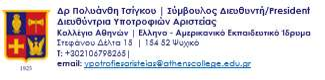 Δρ Πολυάνθη Τσίγκου | Σύμβουλος Διευθυντή/President
Διευθύντρια Υποτροφιών Αριστείας
Κολλέγιο Αθηνών | Ελληνο - Αμερικανικό Εκπαιδευτικό Ίδρυμα
Στεφάνου Δέλτα 15 | 154 52 Ψυχικό
T: +302106798265|
email: ypotrofiesaristeias@athenscollege.edu.gr
1925